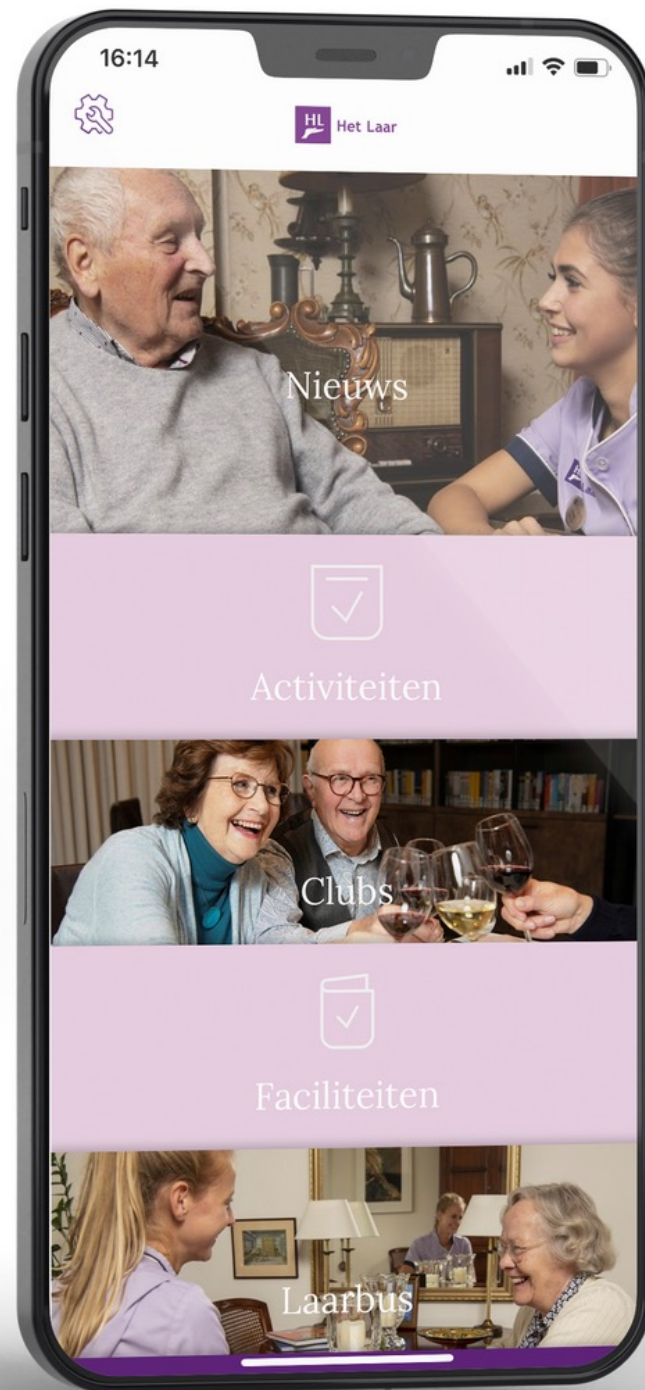 16:14
HL
Het Laar
Nieuws
Activiteiten
Clubs
Faciliteiten
Laarbus